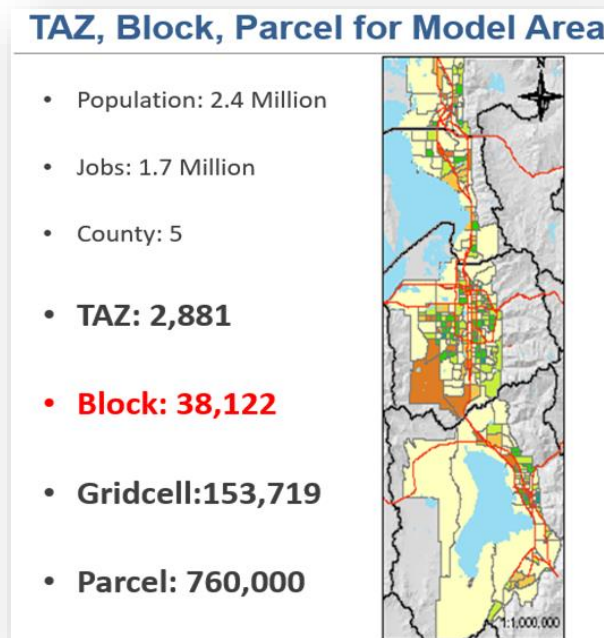 TAZ, Block, Parcel for Model Area
• Population: 2.4 Million
• Jobs: 1.7 Million
• County: 5
• TAZ: 2,881
• Block: 38,122
• Gridcell:153,719
• Parcel: 760,000
N
1:1,000,000